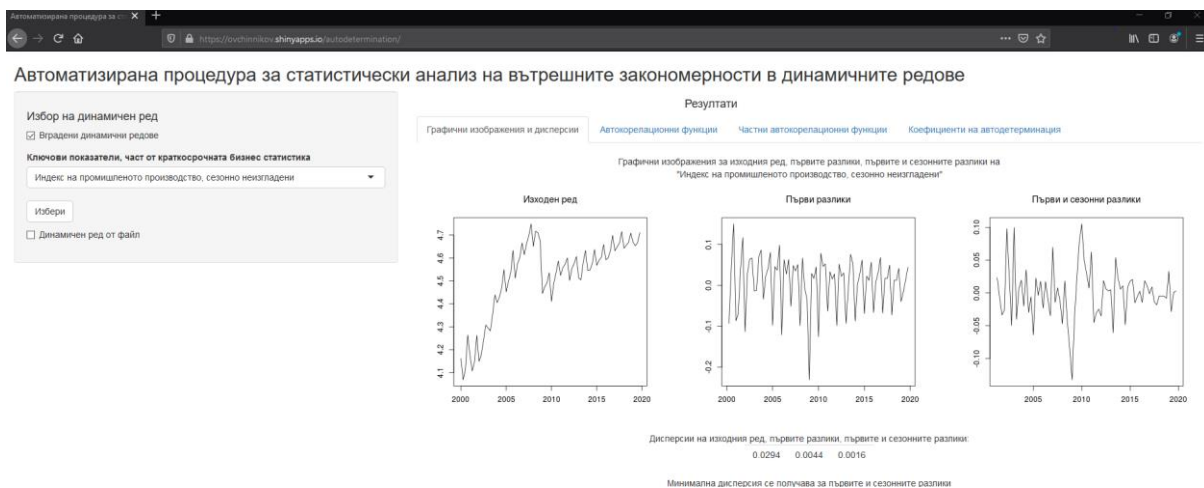 Автоматизирана процедура за ста
https://ovchinnikov.shinyapps.io/autodetermination/
Автоматизирана процедура за статистически анализ на вътрешните закономерности в динамичните редове
Избор на динамичен ред
Вградени динамични редове
Ключови показатели, част от краткосрочната бизнес статистика
Индекс на промишленото производство, сезонно неизгладени
Избери
Динамичен ред от файл
Резултати
Графични изображения и дисперсии Автокорелационни функции Частни автокорелационни функции Коефициенти на автодетерминация
Графични изображения за изходния ред, първите разлики, първите и сезонните разлики на
"Индекс на промишленото производство, сезонно неизгладени"
Изходен ред
4.7
4.6
4.5
4.4
4.3
4.2
4.1
2000 2005 2010 2015 2020
Първи разлики
0.1
0.0
-0.1
-0.2
2000 2005 2010 2015 2020
Първи и сезонни разлики
0.10
0.05
0.00
-0.05
-0.10
2005 2010 2015 2020
Дисперсии на изходния ред, първите разлики, първите и сезонните разлики:
0.0294 0.0044 0.0016
Минимална дисперсия се получава за първите и сезонните разлики